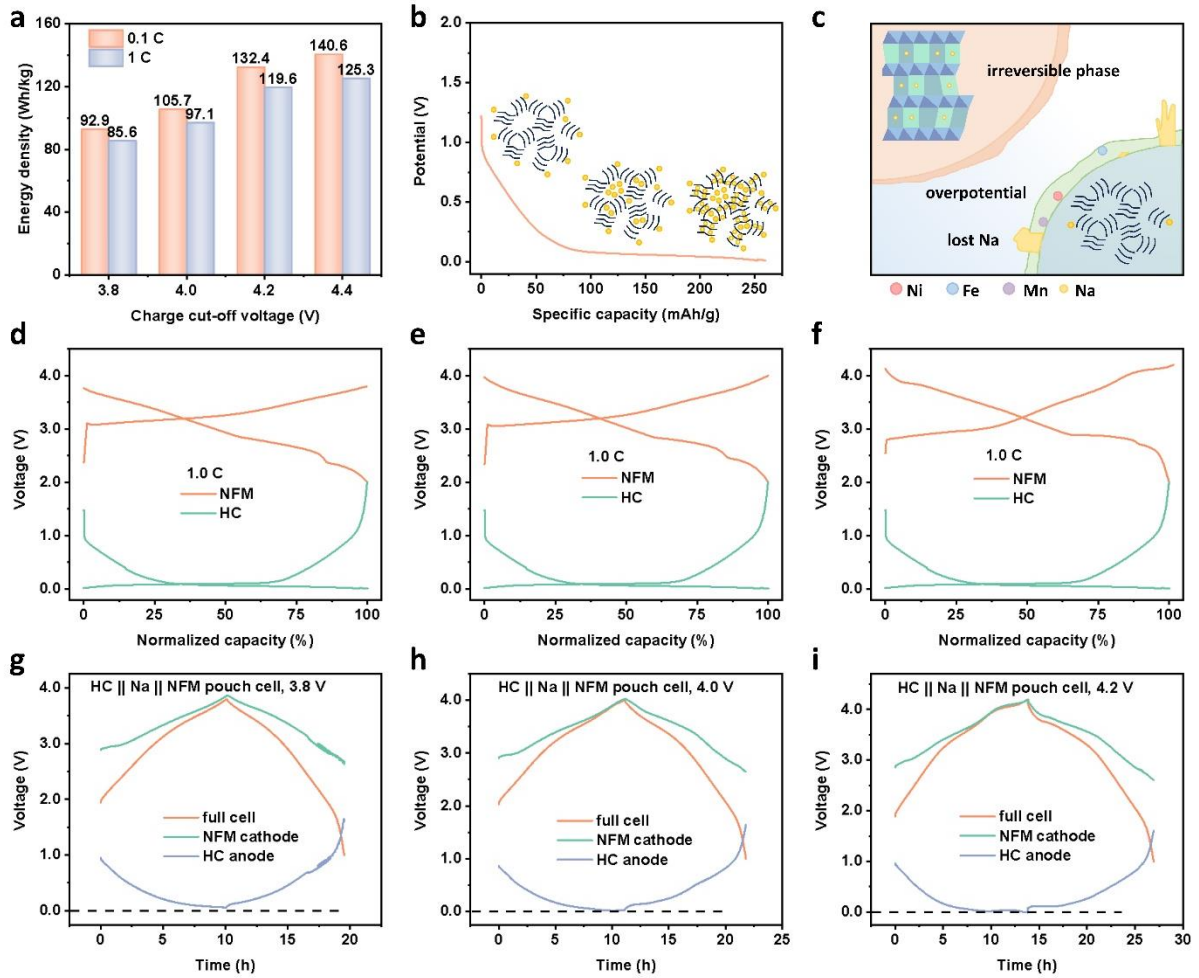 a
Energy density (Wh/kg)
160
120
80
40
0
0.1 C
1 C
92.9
85.6
105.7
97.1
132.4
119.6
140.6
125.3
3.8 4.0 4.2 4.4
Charge cut-off voltage (V)
b
Potential (V)
2.0
1.5
1.0
0.5
0.0
0 50 100 150 200 250
Specific capacity (mAh/g)
c
irreversible phase
overpotential
lost Na
Ni Fe Mn Na
d
Voltage (V)
4.0
3.0
2.0
1.0
0.0
1.0 C
NFM
HC
0 25 50 75 100
Normalized capacity (%)
e
Voltage (V)
4.0
3.0
2.0
1.0
0.0
1.0 C
NFM
HC
0 25 50 75 100
Normalized capacity (%)
f
Voltage (V)
4.0
3.0
2.0
1.0
0.0
1.0 C
NFM
HC
0 25 50 75 100
Normalized capacity (%)
g
HC || Na || NFM pouch cell, 3.8 V
Voltage (V)
4.0
3.0
2.0
1.0
0.0
full cell
NFM cathode
HC anode
0 5 10 15 20
Time (h)
h
HC || Na || NFM pouch cell, 4.0 V
Voltage (V)
4.0
3.0
2.0
1.0
0.0
full cell
NFM cathode
HC anode
0 5 10 15 20 25
Time (h)
i
HC || Na || NFM pouch cell, 4.2 V
Voltage (V)
4.0
3.0
2.0
1.0
0.0
full cell
NFM cathode
HC anode
0 5 10 15 20 25 30
Time (h)